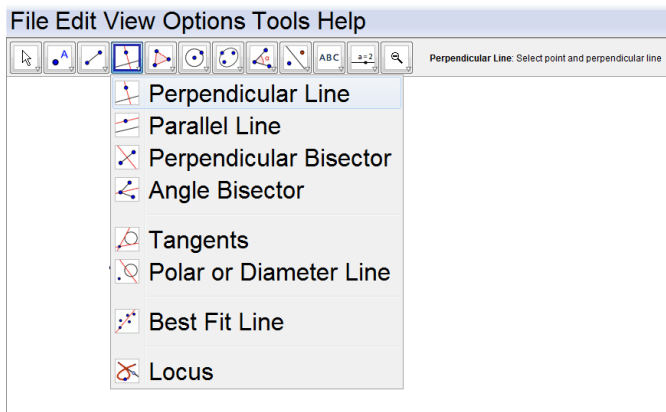 File Edit View Options Tools Help
A ABC a=2 Perpendicular Line: Select point and perpendicular line
Perpendicular Line
Parallel Line
Perpendicular Bisector
Angle Bisector
Tangents
Polar or Diameter Line
Best Fit Line
Locus